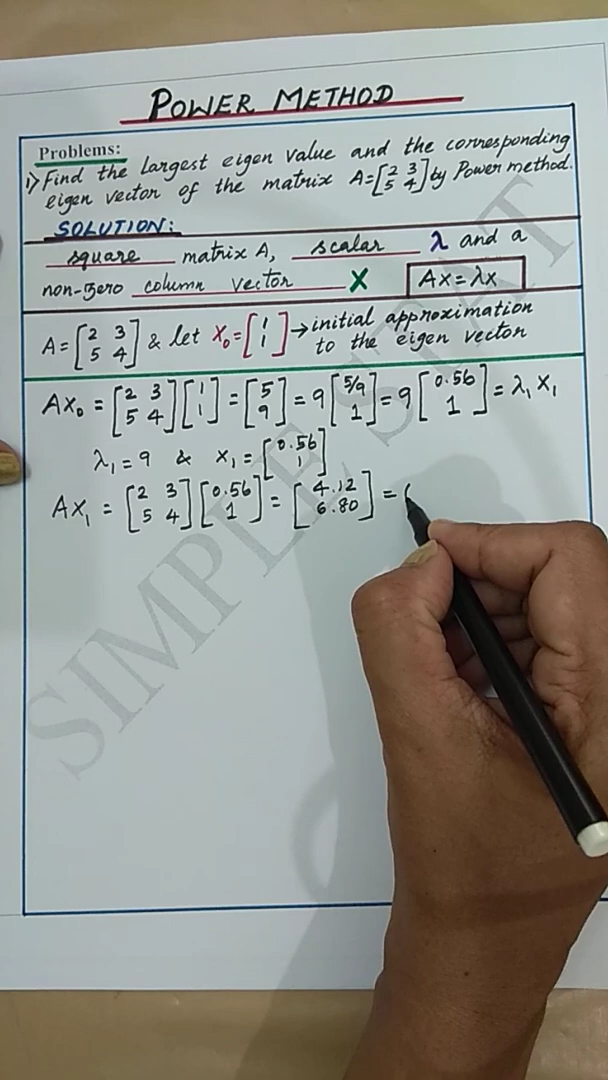 POWER METHOD
Problems:
1) Find the Largest eigen value and the corresponding
eigen vector of the matrix A=[2 3 5 4] by Power method.
SOLUTION:
square matrix A, scalar λ and a
non-zero column vector X Ax=λx
A = [2 3 5 4] & let X₀ = [1 1] → initial approximation
to the eigen vector
AX₀ = [2 3 5 4] [1 1] = [5 9] = 9 [5/9 1] = 9 [0.56 1] = λ₁ X₁
λ₁ = 9 & X₁ = [0.56 1]
AX₁ = [2 3 5 4] [0.56 1] = [4.12 6.80] =
SIMPLE STAT